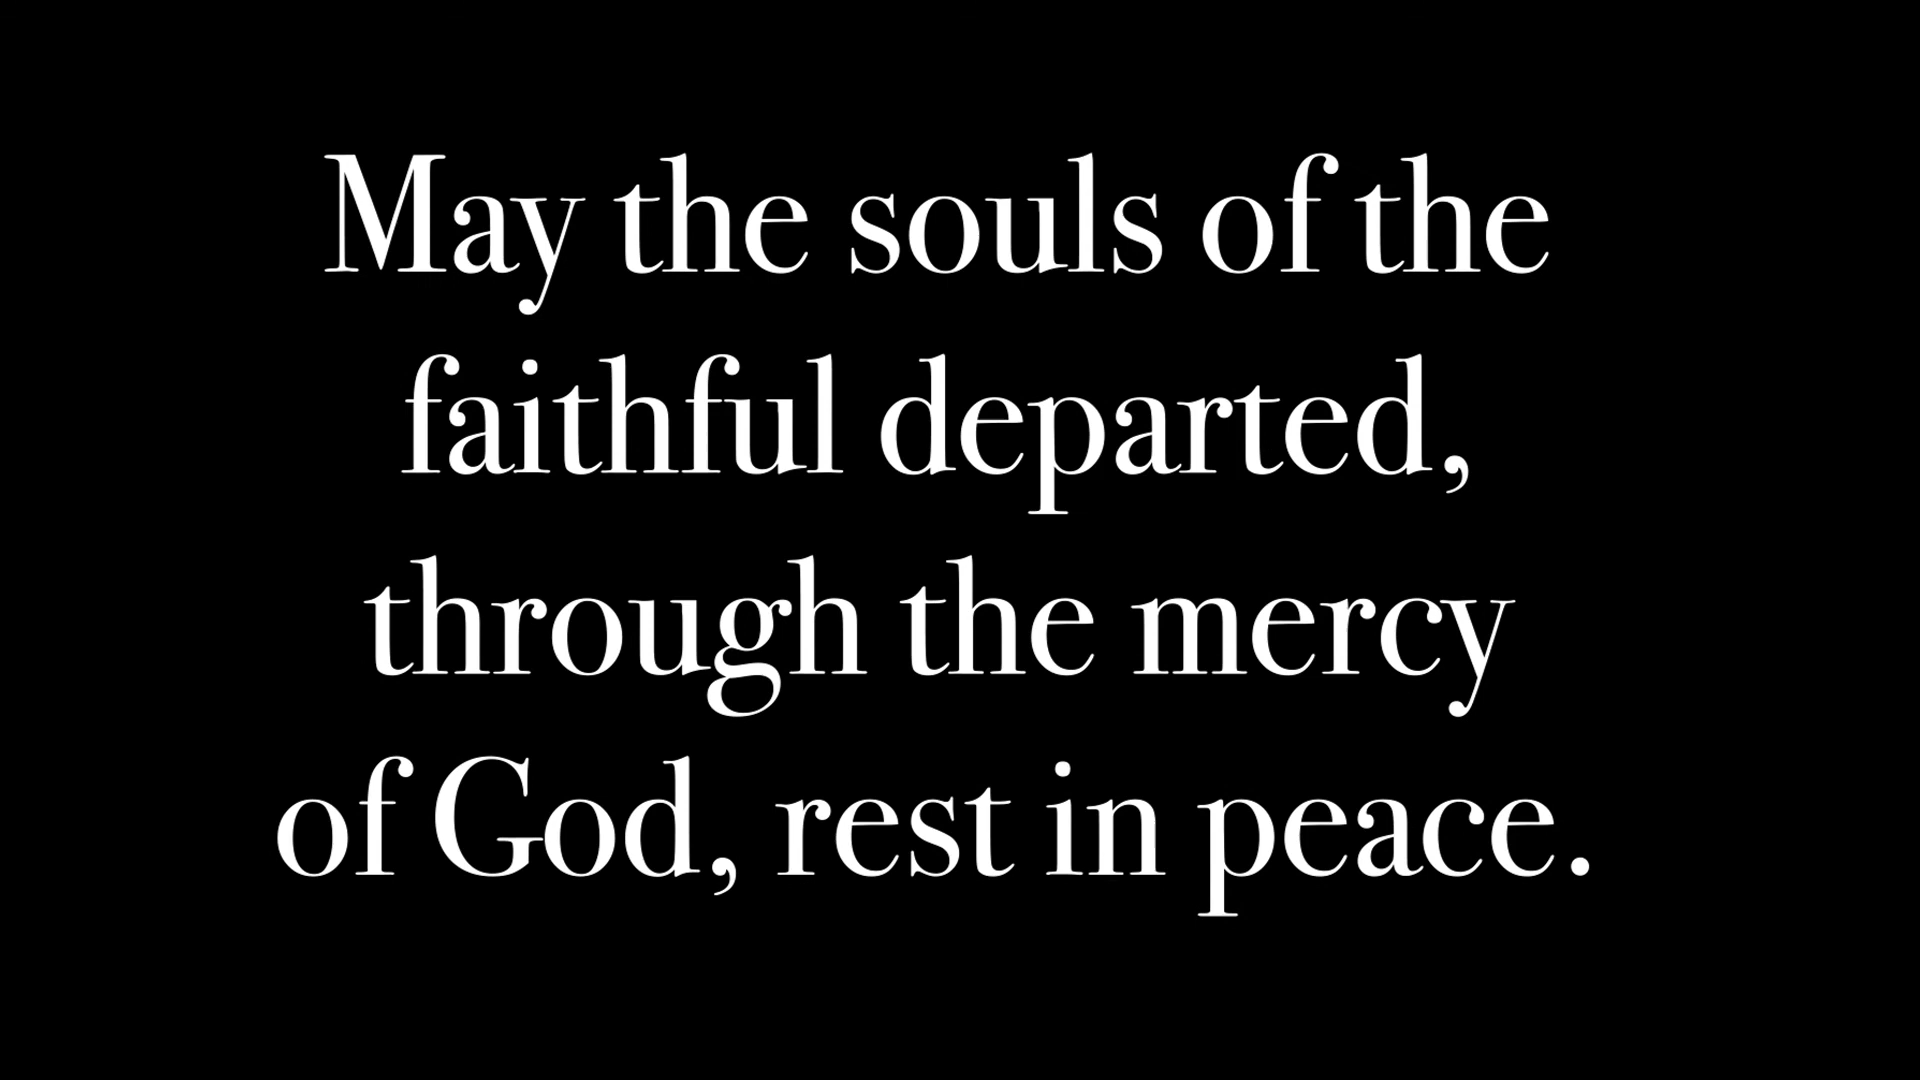 May the souls of the
faithful departed,
through the mercy
of God, rest in peace.